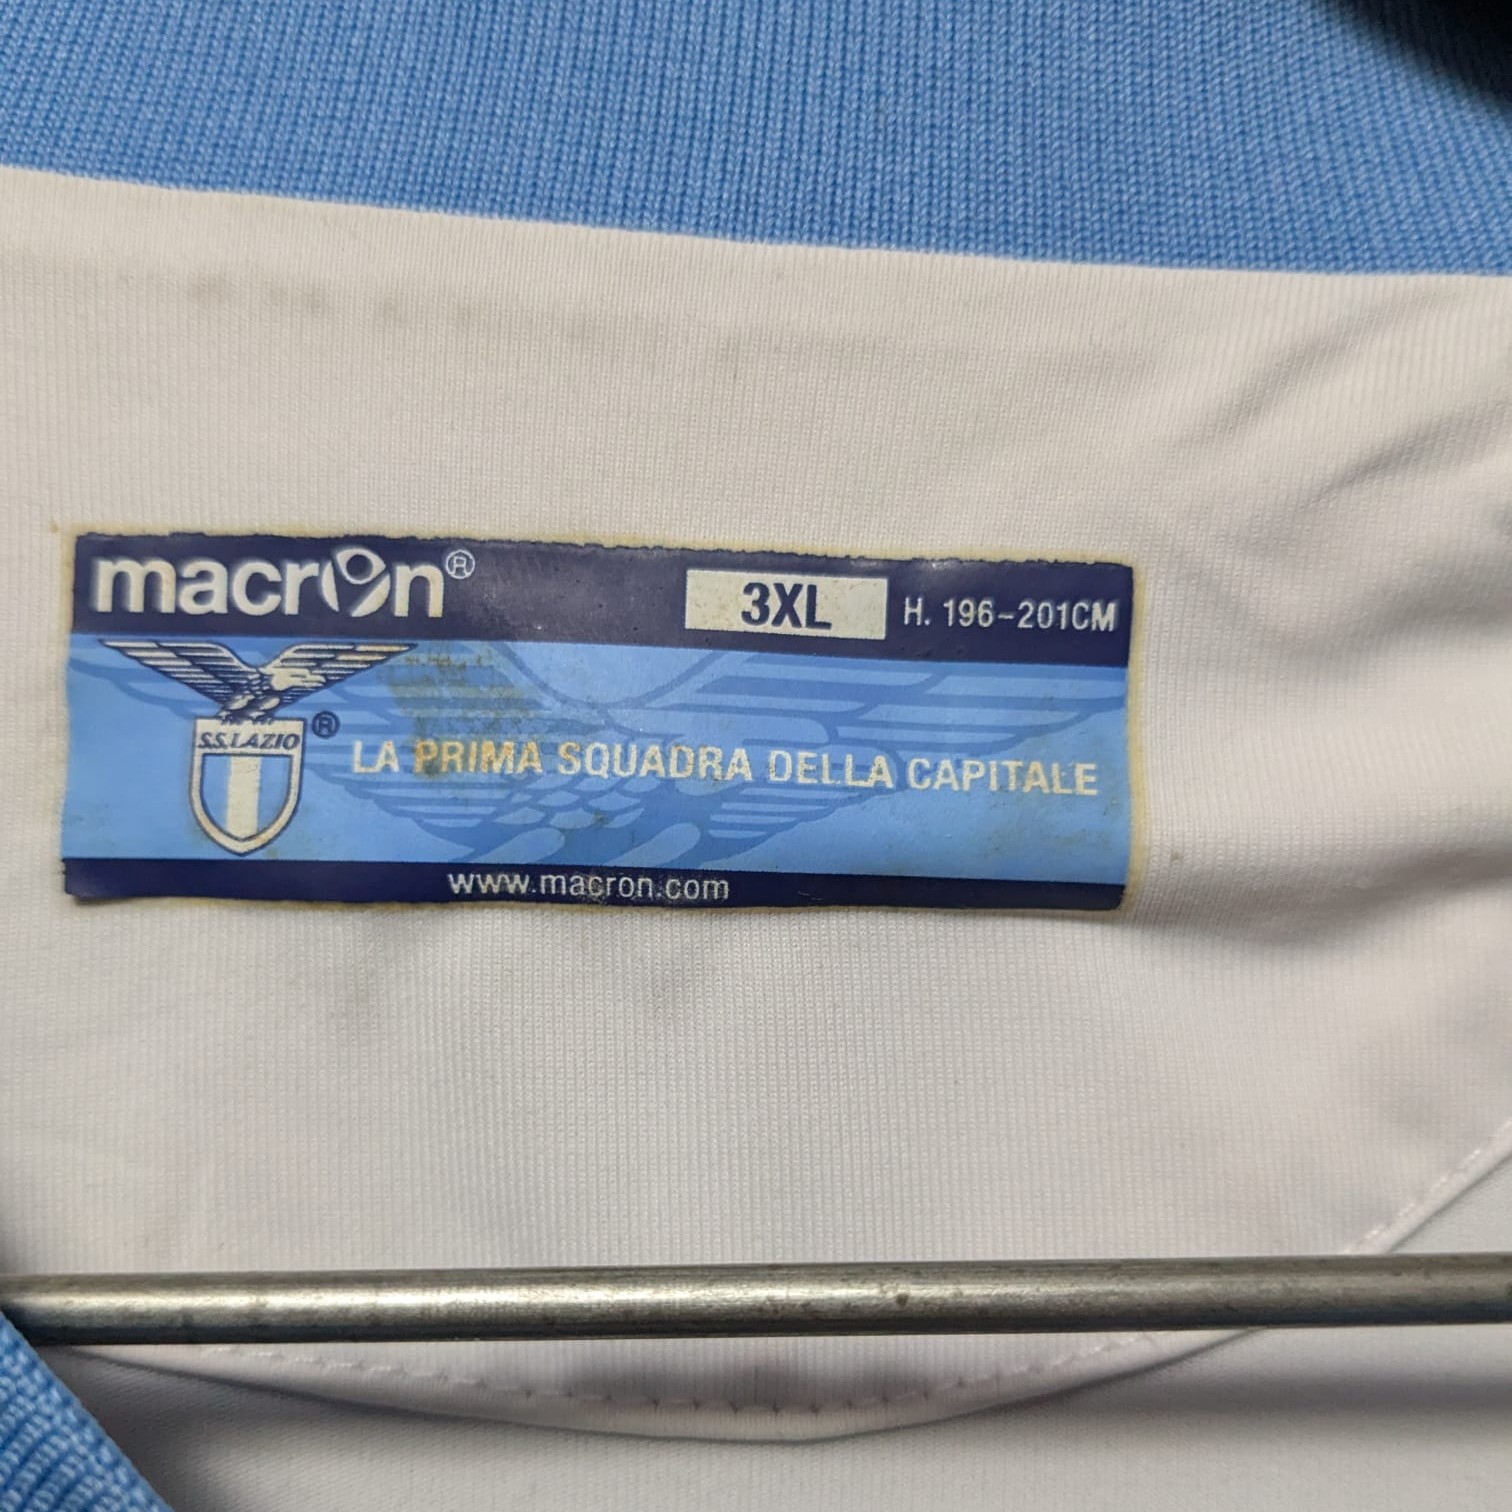 macron®
3XL
H. 196-201CM
S.S.LAZIO
®
LA PRIMA SQUADRA DELLA CAPITALE
www.macron.com